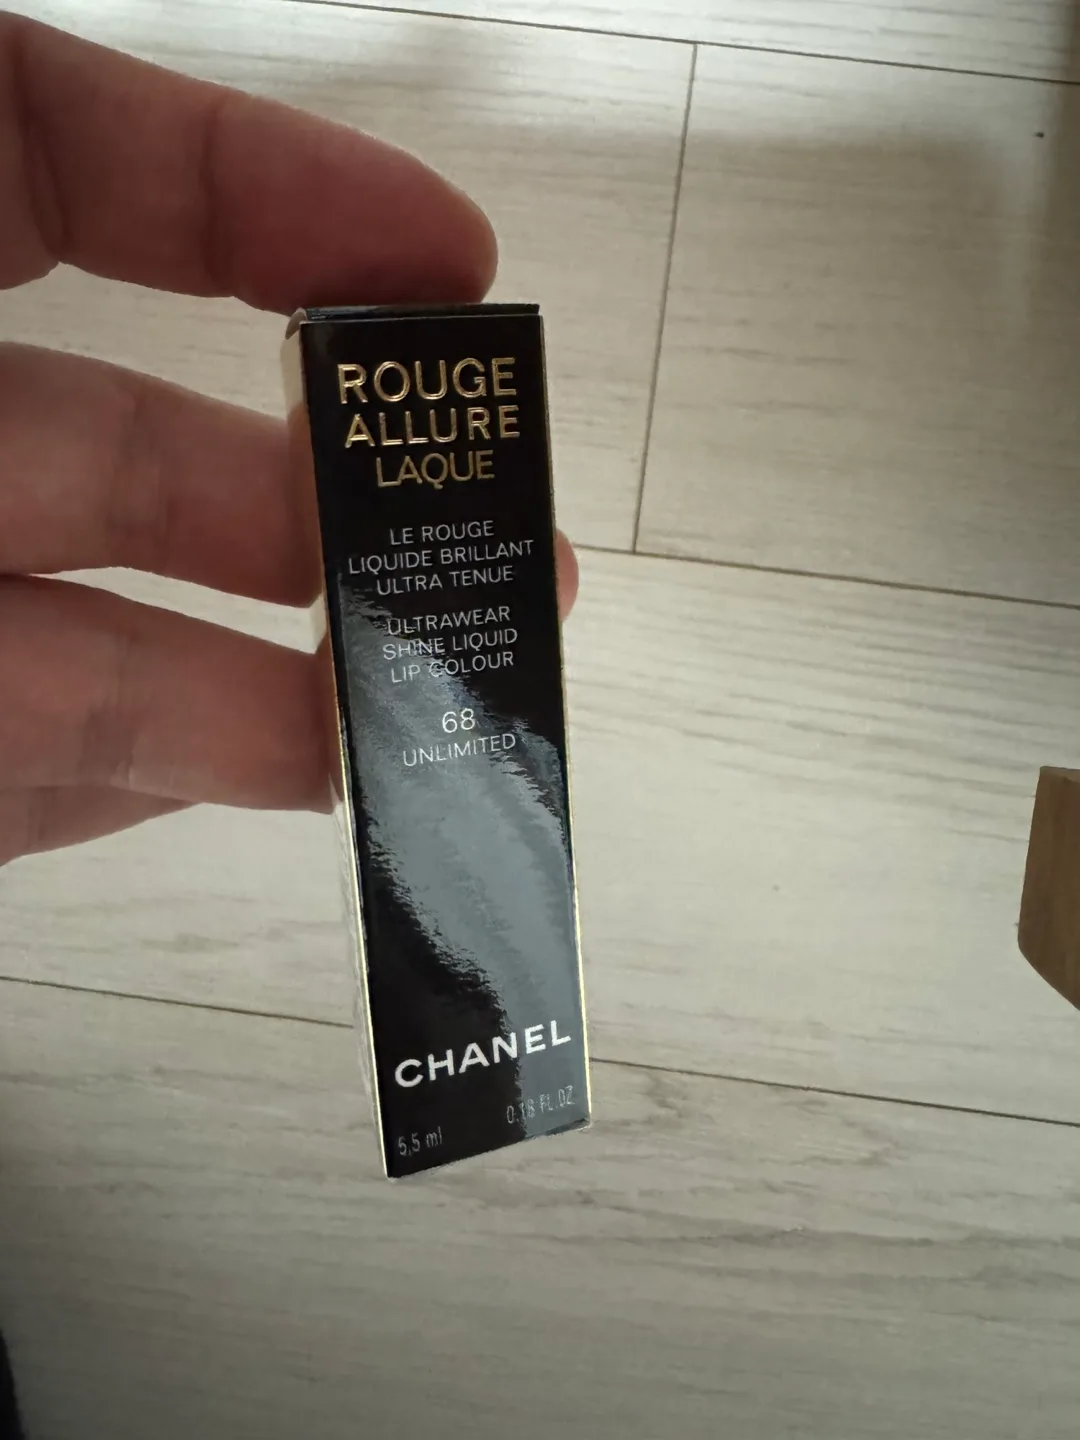 ROUGE
ALLURE
LAQUE
LE ROUGE
LIQUIDE BRILLANT
ULTRA TENUE
ULTRAWEAR
SHINE LIQUID
LIP COLOUR
68
UNLIMITED
CHANEL
5,5 ml 0.18 FL.OZ